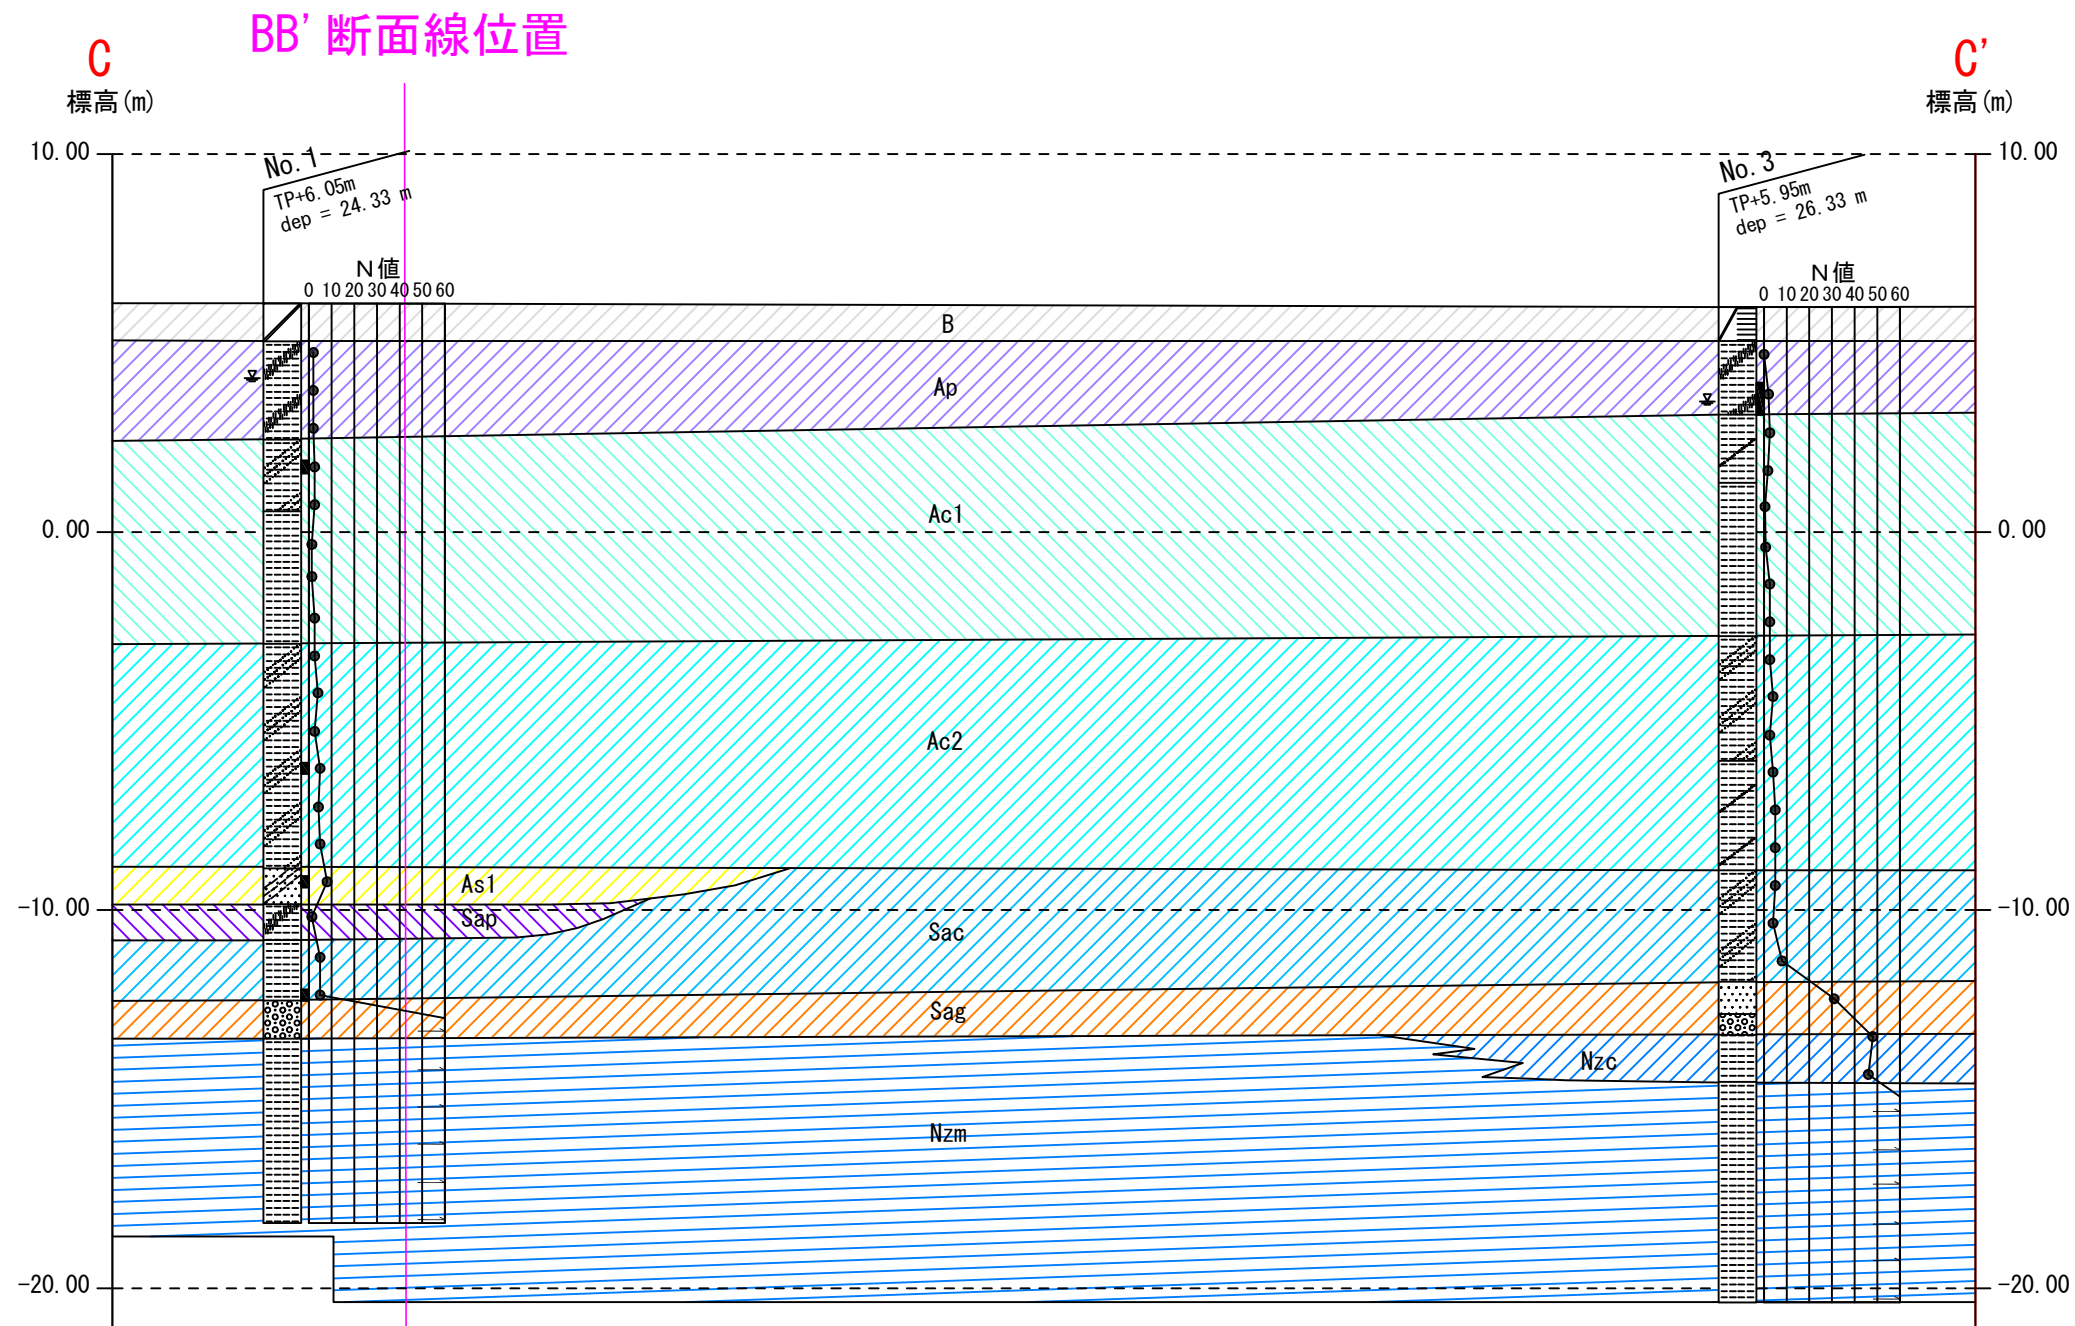 BB'断面線位置
C
C'
標高(m)
標高(m)
10.00
10.00
No.1
TP+6.05m
dep = 24.33 m
No.3
TP+5.95m
dep = 26.33 m
N値
0 10 20 30 40 50 60
N値
0 10 20 30 40 50 60
B
Ap
Ac1
0.00
0.00
Ac2
As1
-10.00
Sap
Sac
-10.00
Sag
Nzc
Nzm
-20.00
-20.00